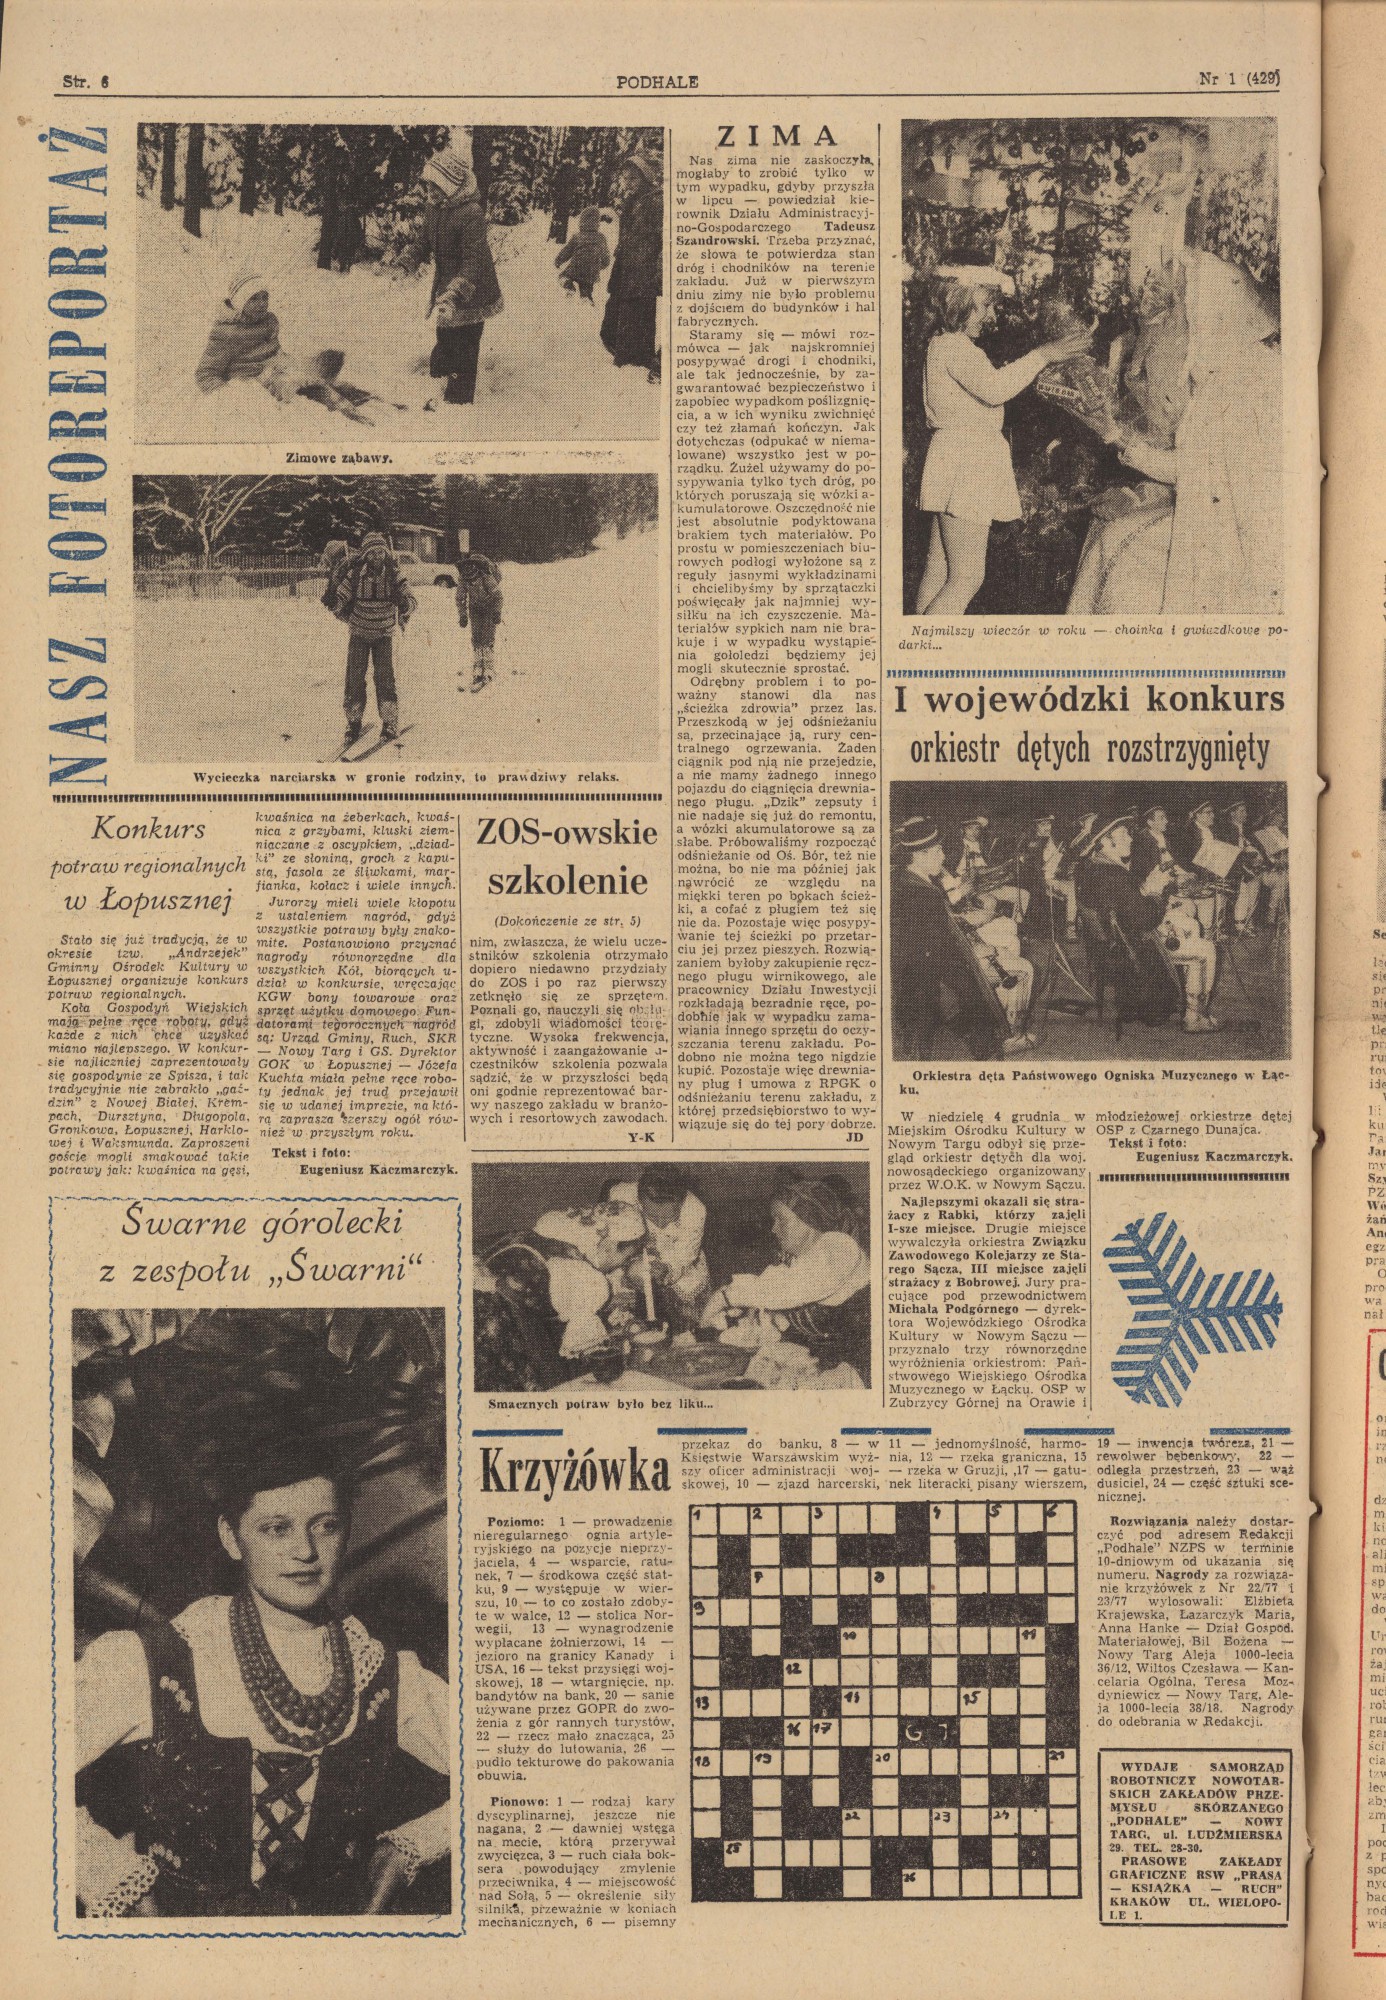 Str. 6
PODHALE
Nr 1 (429)
NASZ FOTOREPORTAŻ
Zimowe zabawy.
Wycieczka narciarska w gronie rodziny, to prawdziwy relaks.
Konkurs
potraw regionalnych
w Łopusznej
Stało się już tradycją, że w
okresie tzw. „Andrzejek"
Gminny Ośrodek Kultury w
Łopusznej organizuje konkurs
potraw regionalnych.
Koła Gospodyń Wiejskich
mają pełne ręce roboty, gdyż
każde z nich chce uzyskać
miano najlepszego. W konkur-
sie najliczniej zaprezentowały
się gospodynie ze Spisza, i tak
tradycyjnie nie zabrakło „gaź-
dzin" z Nowej Białej, Krem-
pach, Dursztyna, Długopola,
Gronkowa, Łopusznej, Harklo-
wej i Waksmunda. Zaproszeni
goście mogli smakować takie
potrawy jak: kwaśnica na gęsi,
kwaśnica na żeberkach, kwaś-
nica z grzybami, kluski ziem-
niaczane z oscypkiem, „dziad-
ki" ze słoniną, groch z kapu-
stą, fasola ze śliwkami, mar-
fianka, kołacz i wiele innych.
Jurorzy mieli wiele kłopotu
z ustaleniem nagród, gdyż
wszystkie potrawy były znako-
mite. Postanowiono przyznać
nagrody równorzędne dla
wszystkich Kół, biorących u-
dział w konkursie, wręczając
KGW bony towarowe oraz
sprzęt użytku domowego. Fun-
datorami tegorocznych nagród
są: Urząd Gminy, Ruch, SKR
— Nowy Targ i GS. Dyrektor
GOK w Łopusznej — Józefa
Kuchta miała pełne ręce robo-
ty jednak jej trud przejawił
się w udanej imprezie, na któ-
rą zaprasza szerszy ogół rów-
nież w przyszłym roku.
Tekst i foto:
Eugeniusz Kaczmarczyk.
ZOS-owskie
szkolenie
(Dokończenie ze str. 5)
nim, zwłaszcza, że wielu ucze-
stników szkolenia otrzymało
dopiero niedawno przydziały
do ZOS i po raz pierwszy
zetknęło się ze sprzętem.
Poznali go, nauczyli się obsłu-
gi, zdobyli wiadomości teore-
tyczne. Wysoka frekwencja,
aktywność i zaangażowanie u-
czestników szkolenia pozwala
sądzić, że w przyszłości będą
oni godnie reprezentować bar-
wy naszego zakładu w branżo-
wych i resortowych zawodach.
Y-K
ZIMA
Nas zima nie zaskoczyła,
mogłaby to zrobić tylko w
tym wypadku, gdyby przyszła
w lipcu — powiedział kie-
rownik Działu Administracyj-
no-Gospodarczego Tadeusz
Szandrowski. Trzeba przyznać,
że słowa te potwierdza stan
dróg i chodników na terenie
zakładu. Już w pierwszym
dniu zimy nie było problemu
z dojściem do budynków i hal
fabrycznych.
Staramy się — mówi roz-
mówca — jak najskromniej
posypywać drogi i chodniki,
ale tak jednocześnie, by za-
gwarantować bezpieczeństwo i
zapobiec wypadkom poślizgnię-
cia, a w ich wyniku zwichnięć
czy też złamań kończyn. Jak
dotychczas (odpukać w niema-
lowane) wszystko jest w po-
rządku. Żużel używamy do po-
sypywania tylko tych dróg, po
których poruszają się wózki a-
kumulatorowe. Oszczędność nie
jest absolutnie podyktowana
brakiem tych materiałów. Po
prostu w pomieszczeniach biu-
rowych podłogi wyłożone są z
reguły jasnymi wykładzinami
i chcielibyśmy by sprzątaczki
poświęcały jak najmniej wy-
siłku na ich czyszczenie. Ma-
teriałów sypkich nam nie bra-
kuje i w wypadku wystąpie-
nia gołoledzi będziemy jej
mogli skutecznie sprostać.
Odrębny problem i to po-
ważny stanowi dla nas
„ścieżka zdrowia" przez las.
Przeszkodą w jej odśnieżaniu
są, przecinające ją, rury cen-
tralnego ogrzewania. Żaden
ciągnik pod nią nie przejedzie,
a nie mamy żadnego innego
pojazdu do ciągnięcia drewnia-
nego pługu. „Dzik" zepsuty i
nie nadaje się już do remontu,
a wózki akumulatorowe są za
słabe. Próbowaliśmy rozpocząć
odśnieżanie od Oś. Bór, też nie
można, bo nie ma później jak
nawrócić ze względu na
miękki teren po bokach ścież-
ki, a cofać z pługiem też się
nie da. Pozostaje więc posypy-
wanie tej ścieżki po przetar-
ciu jej przez pieszych. Rozwią-
zaniem byłoby zakupienie ręcz-
nego pługu wirnikowego, ale
pracownicy Działu Inwestycji
rozkładają bezradnie ręce, po-
dobnie jak w wypadku zama-
wiania innego sprzętu do oczy-
szczania terenu zakładu. Po-
dobno nie można tego nigdzie
kupić. Pozostaje więc drewnia-
ny pług i umowa z RPGK o
odśnieżaniu terenu zakładu, z
której przedsiębiorstwo to wy-
wiązuje się do tej pory dobrze.
JD
Najmilszy wieczór w roku — choinka i gwiazdkowe po-
darki...
I wojewódzki konkurs
orkiestr dętych rozstrzygnięty
Orkiestra dęta Państwowego Ogniska Muzycznego w Łąc-
ku.
W niedzielę 4 grudnia w
Miejskim Ośrodku Kultury w
Nowym Targu odbył się prze-
gląd orkiestr dętych dla woj.
nowosądeckiego organizowany
przez W.O.K. w Nowym Sączu.
Najlepszymi okazali się stra-
żacy z Rabki, którzy zajęli
I-sze miejsce. Drugie miejsce
wywalczyła orkiestra Związku
Zawodowego Kolejarzy ze Sta-
rego Sącza, III miejsce zajęli
strażacy z Bobrowej. Jury pra-
cujące pod przewodnictwem
Michała Podgórnego — dyrek-
tora Wojewódzkiego Ośrodka
Kultury w Nowym Sączu —
przyznało trzy równorzędne
wyróżnienia orkiestrom: Pań-
stwowego Wiejskiego Ośrodka
Muzycznego w Łącku, OSP w
Zubrzycy Górnej na Orawie i
młodzieżowej orkiestrze dętej
OSP z Czarnego Dunajca.
Tekst i foto:
Eugeniusz Kaczmarczyk.
Smacznych potraw było bez liku...
Śwarne górolecki
z zespołu „Śwarni"
Krzyżówka
Poziomo: 1 — prowadzenie
nieregularnego ognia artyle-
ryjskiego na pozycje nieprzy-
jaciela, 4 — wsparcie, ratu-
nek, 7 — środkowa część stat-
ku, 9 — występuje w wier-
szu, 10 — to co zostało zdoby-
te w walce, 12 — stolica Nor-
wegii, 13 — wynagrodzenie
wypłacane żołnierzowi, 14 —
jezioro na granicy Kanady i
USA, 16 — tekst przysięgi woj-
skowej, 18 — wtargnięcie, np.
bandytów na bank, 20 — sanie
używane przez GOPR do zwo-
żenia z gór rannych turystów,
22 — rzecz mało znacząca, 25
— służy do lutowania, 26 —
pudło tekturowe do pakowania
obuwia.
Pionowo: 1 — rodzaj kary
dyscyplinarnej, jeszcze nie
nagana, 2 — dawniej wstęga
na mecie, którą przerywał
zwycięzca, 3 — ruch ciała bok-
sera powodujący zmylenie
przeciwnika, 4 — miejscowość
nad Sołą, 5 — określenie siły
silnika, przeważnie w koniach
mechanicznych, 6 — pisemny
przekaz do banku, 8 — w
Księstwie Warszawskim wyż-
szy oficer administracji woj-
skowej, 10 — zjazd harcerski,
11 — jednomyślność, harmo-
nia, 12 — rzeka graniczna, 15
— rzeka w Gruzji, 17 — gatu-
nek literacki pisany wierszem,
19 — inwencja twórcza, 21 —
rewolwer bębenkowy, 22 —
odległa przestrzeń, 23 — wąż
dusiciel, 24 — część sztuki sce-
nicznej.
Rozwiązania należy dostar-
czyć pod adresem Redakcji
„Podhale" NZPS w terminie
10-dniowym od ukazania się
numeru. Nagrody za rozwiąza-
nie krzyżówek z Nr 22/77 i
23/77 wylosowali: Elżbieta
Krajewska, Łazarczyk Maria,
Anna Hanke — Dział Gospod.
Materiałowej, Bil Bożena —
Nowy Targ Aleja 1000-lecia
36/12, Wiltos Czesława — Kan-
celaria Ogólna, Teresa Moz-
dyniewicz — Nowy Targ, Ale-
ja 1000-lecia 38/18. Nagrody
do odebrania w Redakcji.
1 2 3 4 5 6
7 8
9
10 11
12
13 14 15
16 17 G J
18 19 20 21
22 23 24
25
26
WYDAJE SAMORZĄD
ROBOTNICZY NOWOTAR-
SKICH ZAKŁADÓW PRZE-
MYSŁU SKÓRZANEGO
„PODHALE" — NOWY
TARG, ul. LUDŹMIERSKA
29. TEL. 28-30.
PRASOWE ZAKŁADY
GRAFICZNE RSW „PRASA
— KSIĄŻKA — RUCH"
KRAKÓW UL. WIELOPO-
LE 1.